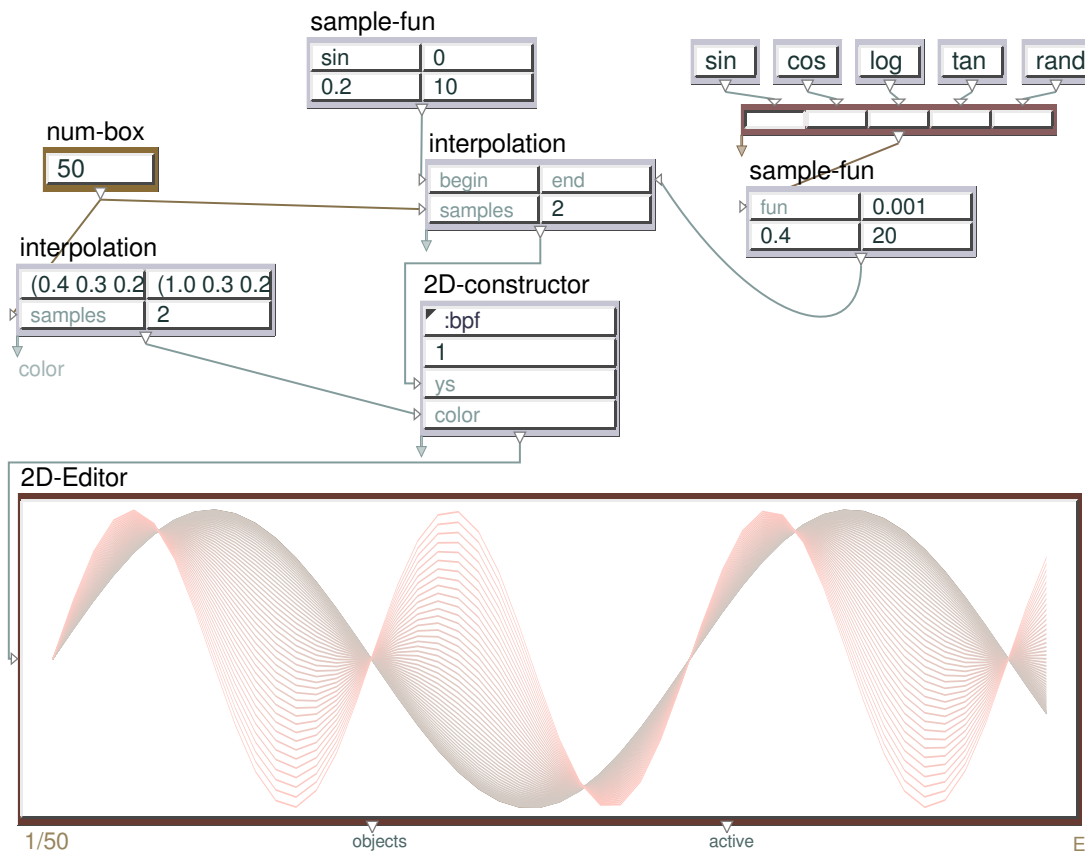 sample-fun
sin 0
0.2 10
sin cos log tan rand
num-box
50
interpolation
begin end
samples 2
sample-fun
fun 0.001
0.4 20
interpolation
(0.4 0.3 0.2 (1.0 0.3 0.2
samples 2
color
2D-constructor
:bpf
1
ys
color
2D-Editor
1/50 objects active E